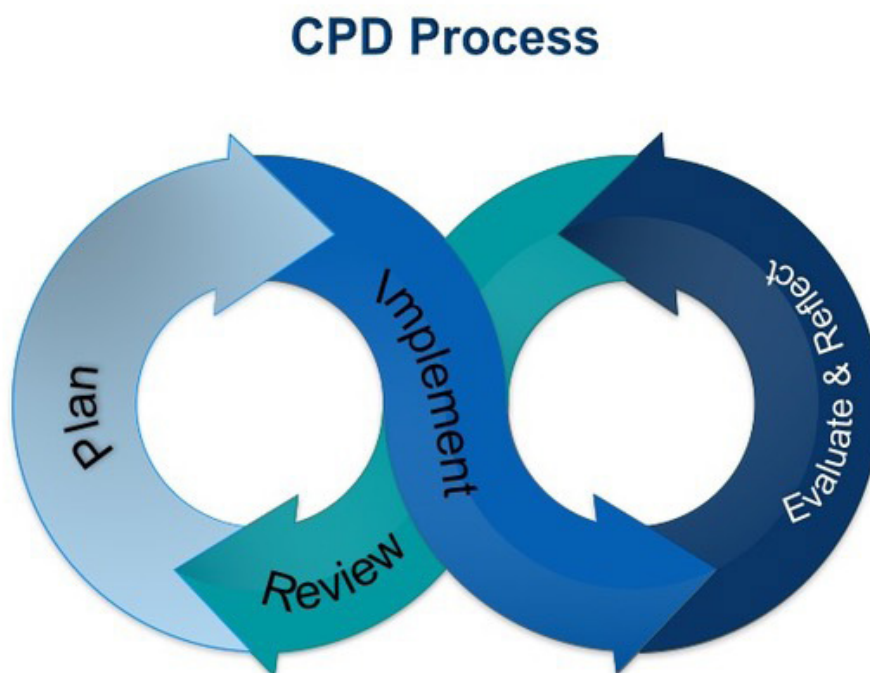 CPD Process
Plan
Implement
Evaluate & Reflect
Review